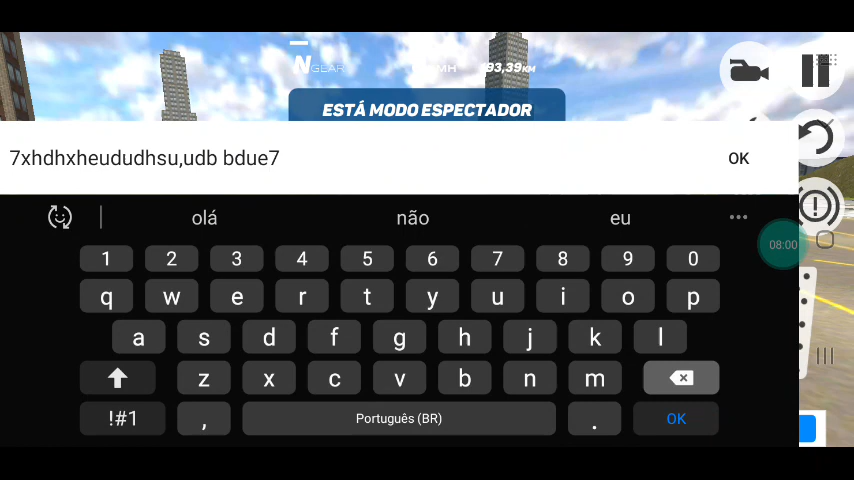 N GEAR
MH
93,39KM
ESTÁ MODO ESPECTADOR
7xhdhxheududhsu,udb bdue7
OK
olá não eu
08:00
1 2 3 4 5 6 7 8 9 0
q w e r t y u i o p
a s d f g h j k l
z x c v b n m
!#1 , Português (BR) . OK